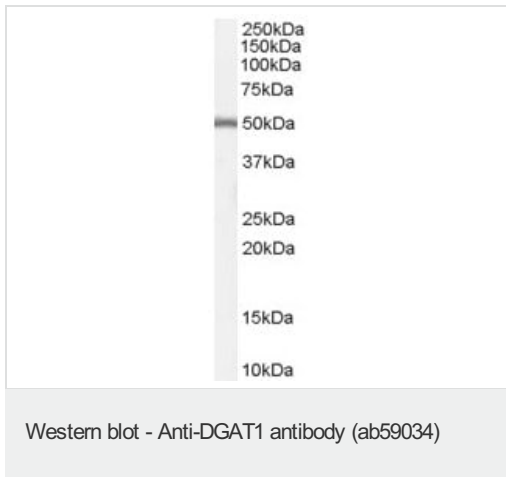 250kDa
150kDa
100kDa
75kDa
50kDa
37kDa
25kDa
20kDa
15kDa
10kDa
Western blot - Anti-DGAT1 antibody (ab59034)